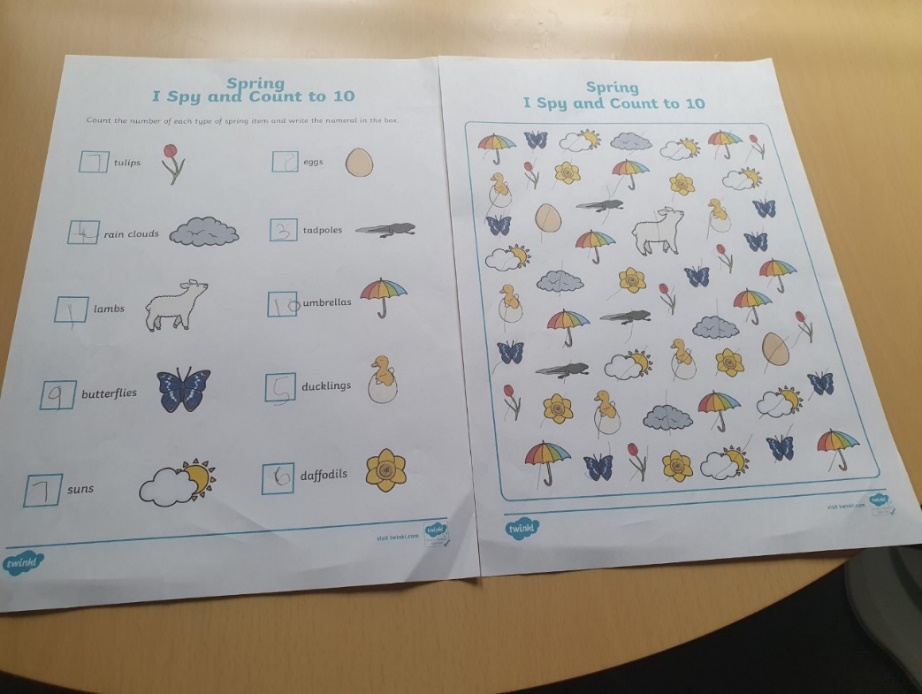 Spring
I Spy and Count to 10
Count the number of each type of spring item and write the numeral in the box.
7 tulips
2 eggs
4 rain clouds
3 tadpoles
1 lambs
10 umbrellas
9 butterflies
5 ducklings
7 suns
6 daffodils
visit twinkl.com
twinkl
twinkl
Spring
I Spy and Count to 10
twinkl
visit twinkl.com
twinkl